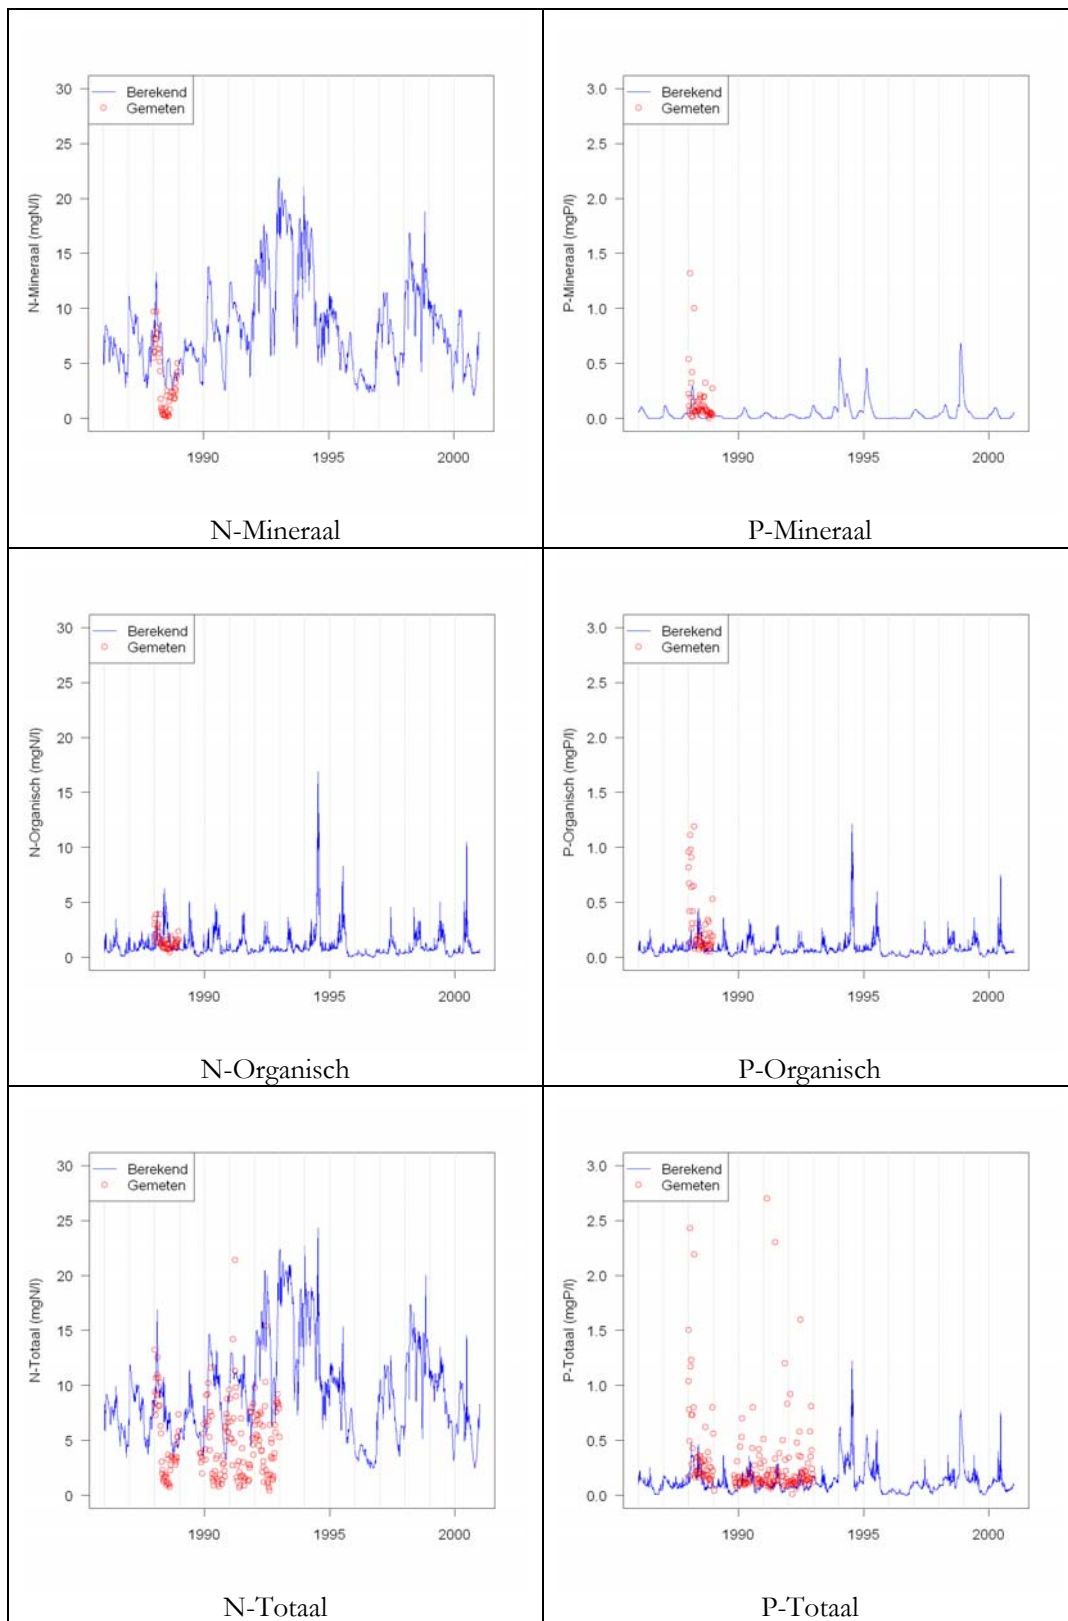 30
25
20
15
10
5
0
N-Mineraal (mgN/l)
Berekend
Gemeten
1990 1995 2000
N-Mineraal
3.0
2.5
2.0
1.5
1.0
0.5
0.0
P-Mineraal (mgP/l)
Berekend
Gemeten
1990 1995 2000
P-Mineraal
30
25
20
15
10
5
0
N-Organisch (mgN/l)
Berekend
Gemeten
1990 1995 2000
N-Organisch
3.0
2.5
2.0
1.5
1.0
0.5
0.0
P-Organisch (mgP/l)
Berekend
Gemeten
1990 1995 2000
P-Organisch
30
25
20
15
10
5
0
N-Totaal (mgN/l)
Berekend
Gemeten
1990 1995 2000
N-Totaal
3.0
2.5
2.0
1.5
1.0
0.5
0.0
P-Totaal (mgP/l)
Berekend
Gemeten
1990 1995 2000
P-Totaal